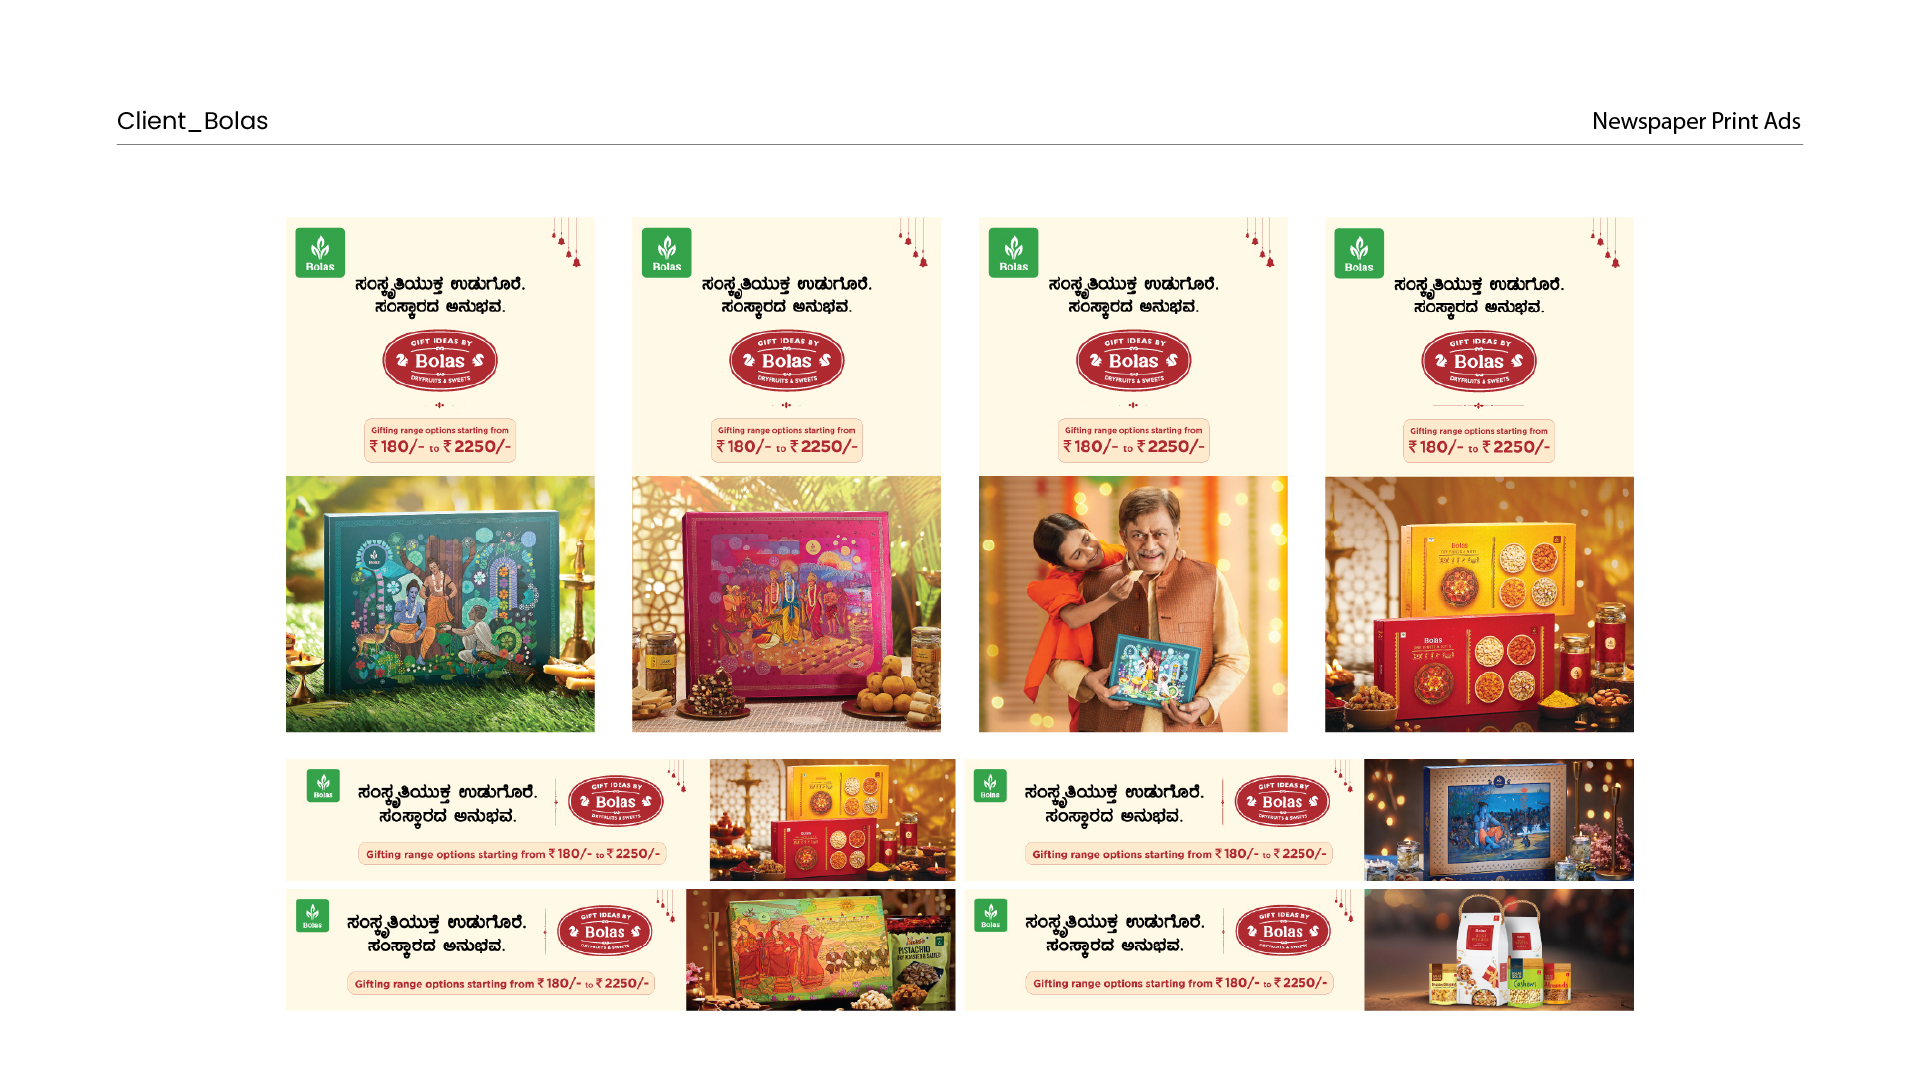 Client_Bolas
Newspaper Print Ads
Bolas
ಸಂಸ್ಕೃತಿಯುಕ್ತ ಉಡುಗೊರೆ.
ಸಂಸ್ಕಾರದ ಅನುಭವ.
GIFT IDEAS BY
Bolas
DRYFRUITS & SWEETS
Gifting range options starting from
₹180/- to ₹2250/-
Bolas
ಸಂಸ್ಕೃತಿಯುಕ್ತ ಉಡುಗೊರೆ.
ಸಂಸ್ಕಾರದ ಅನುಭವ.
GIFT IDEAS BY
Bolas
DRYFRUITS & SWEETS
Gifting range options starting from
₹180/- to ₹2250/-
Bolas
ಸಂಸ್ಕೃತಿಯುಕ್ತ ಉಡುಗೊರೆ.
ಸಂಸ್ಕಾರದ ಅನುಭವ.
GIFT IDEAS BY
Bolas
DRYFRUITS & SWEETS
Gifting range options starting from
₹180/- to ₹2250/-
Bolas
ಸಂಸ್ಕೃತಿಯುಕ್ತ ಉಡುಗೊರೆ.
ಸಂಸ್ಕಾರದ ಅನುಭವ.
GIFT IDEAS BY
Bolas
DRYFRUITS & SWEETS
Gifting range options starting from
₹180/- to ₹2250/-
Bolas
Bolas
Bolas
ಸಂಸ್ಕೃತಿಯುಕ್ತ ಉಡುಗೊರೆ.
ಸಂಸ್ಕಾರದ ಅನುಭವ.
GIFT IDEAS BY
Bolas
DRYFRUITS & SWEETS
Gifting range options starting from ₹180/- to ₹2250/-
Bolas
ಸಂಸ್ಕೃತಿಯುಕ್ತ ಉಡುಗೊರೆ.
ಸಂಸ್ಕಾರದ ಅನುಭವ.
GIFT IDEAS BY
Bolas
DRYFRUITS & SWEETS
Gifting range options starting from ₹180/- to ₹2250/-
Bolas
ಸಂಸ್ಕೃತಿಯುಕ್ತ ಉಡುಗೊರೆ.
ಸಂಸ್ಕಾರದ ಅನುಭವ.
GIFT IDEAS BY
Bolas
DRYFRUITS & SWEETS
Gifting range options starting from ₹180/- to ₹2250/-
PISTACHIO
Bolas
ಸಂಸ್ಕೃತಿಯುಕ್ತ ಉಡುಗೊರೆ.
ಸಂಸ್ಕಾರದ ಅನುಭವ.
GIFT IDEAS BY
Bolas
DRYFRUITS & SWEETS
Gifting range options starting from ₹180/- to ₹2250/-
Cashews
Almonds